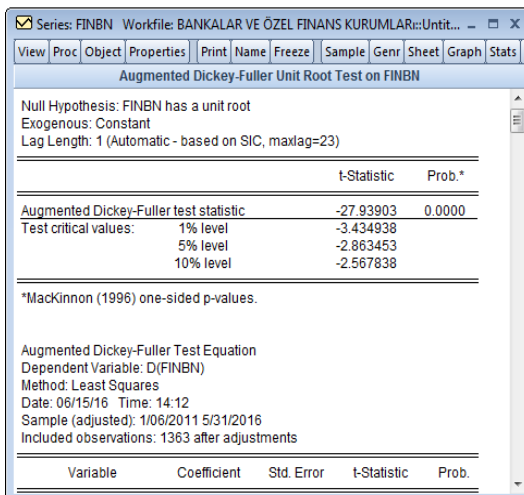 Series: FINBN Workfile: BANKALAR VE ÖZEL FINANS KURUMLARı::Untit...
View Proc Object Properties Print Name Freeze Sample Genr Sheet Graph Stats
Augmented Dickey-Fuller Unit Root Test on FINBN
Null Hypothesis: FINBN has a unit root
Exogenous: Constant
Lag Length: 1 (Automatic - based on SIC, maxlag=23)
t-Statistic Prob.*
Augmented Dickey-Fuller test statistic -27.93903 0.0000
Test critical values: 1% level -3.434938
5% level -2.863453
10% level -2.567838
*MacKinnon (1996) one-sided p-values.
Augmented Dickey-Fuller Test Equation
Dependent Variable: D(FINBN)
Method: Least Squares
Date: 06/15/16 Time: 14:12
Sample (adjusted): 1/06/2011 5/31/2016
Included observations: 1363 after adjustments
Variable Coefficient Std. Error t-Statistic Prob.